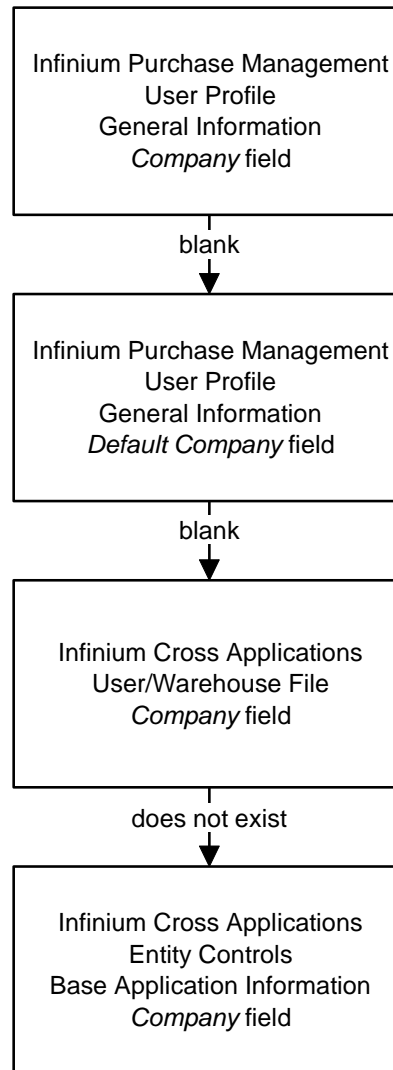 Infinium Purchase Management
User Profile
General Information
Company field
blank
Infinium Purchase Management
User Profile
General Information
Default Company field
blank
Infinium Cross Applications
User/Warehouse File
Company field
does not exist
Infinium Cross Applications
Entity Controls
Base Application Information
Company field